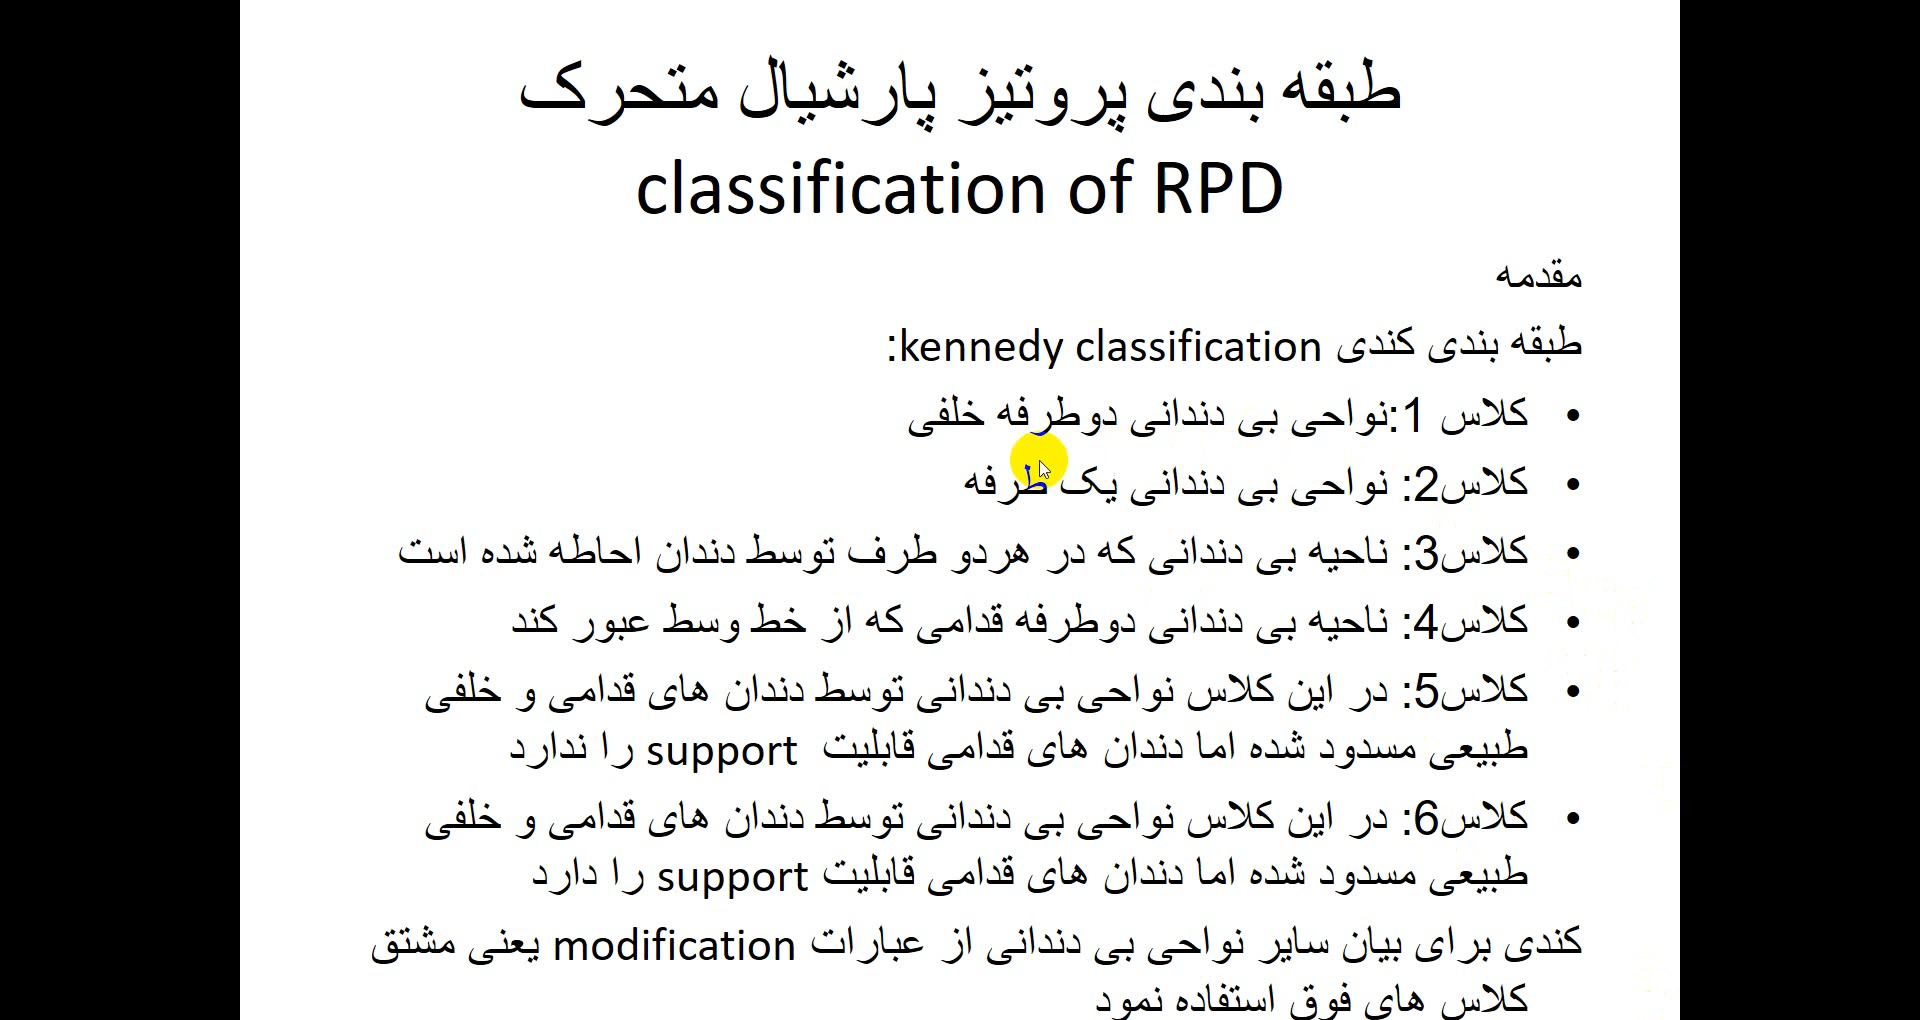 طبقه بندی پروتیز پارشیال متحرک
classification of RPD
مقدمه
طبقه بندی کندی kennedy classification:
• کلاس 1:نواحی بی دندانی دوطرفه خلفی
• کلاس2: نواحی بی دندانی یک طرفه
• کلاس3: ناحیه بی دندانی که در هردو طرف توسط دندان احاطه شده است
• کلاس4: ناحیه بی دندانی دوطرفه قدامی که از خط وسط عبور کند
• کلاس5: در این کلاس نواحی بی دندانی توسط دندان های قدامی و خلفی
طبیعی مسدود شده اما دندان های قدامی قابلیت support را ندارد
• کلاس6: در این کلاس نواحی بی دندانی توسط دندان های قدامی و خلفی
طبیعی مسدود شده اما دندان های قدامی قابلیت support را دارد
کندی برای بیان سایر نواحی بی دندانی از عبارات modification یعنی مشتق
کلاس های فوق استفاده نمود